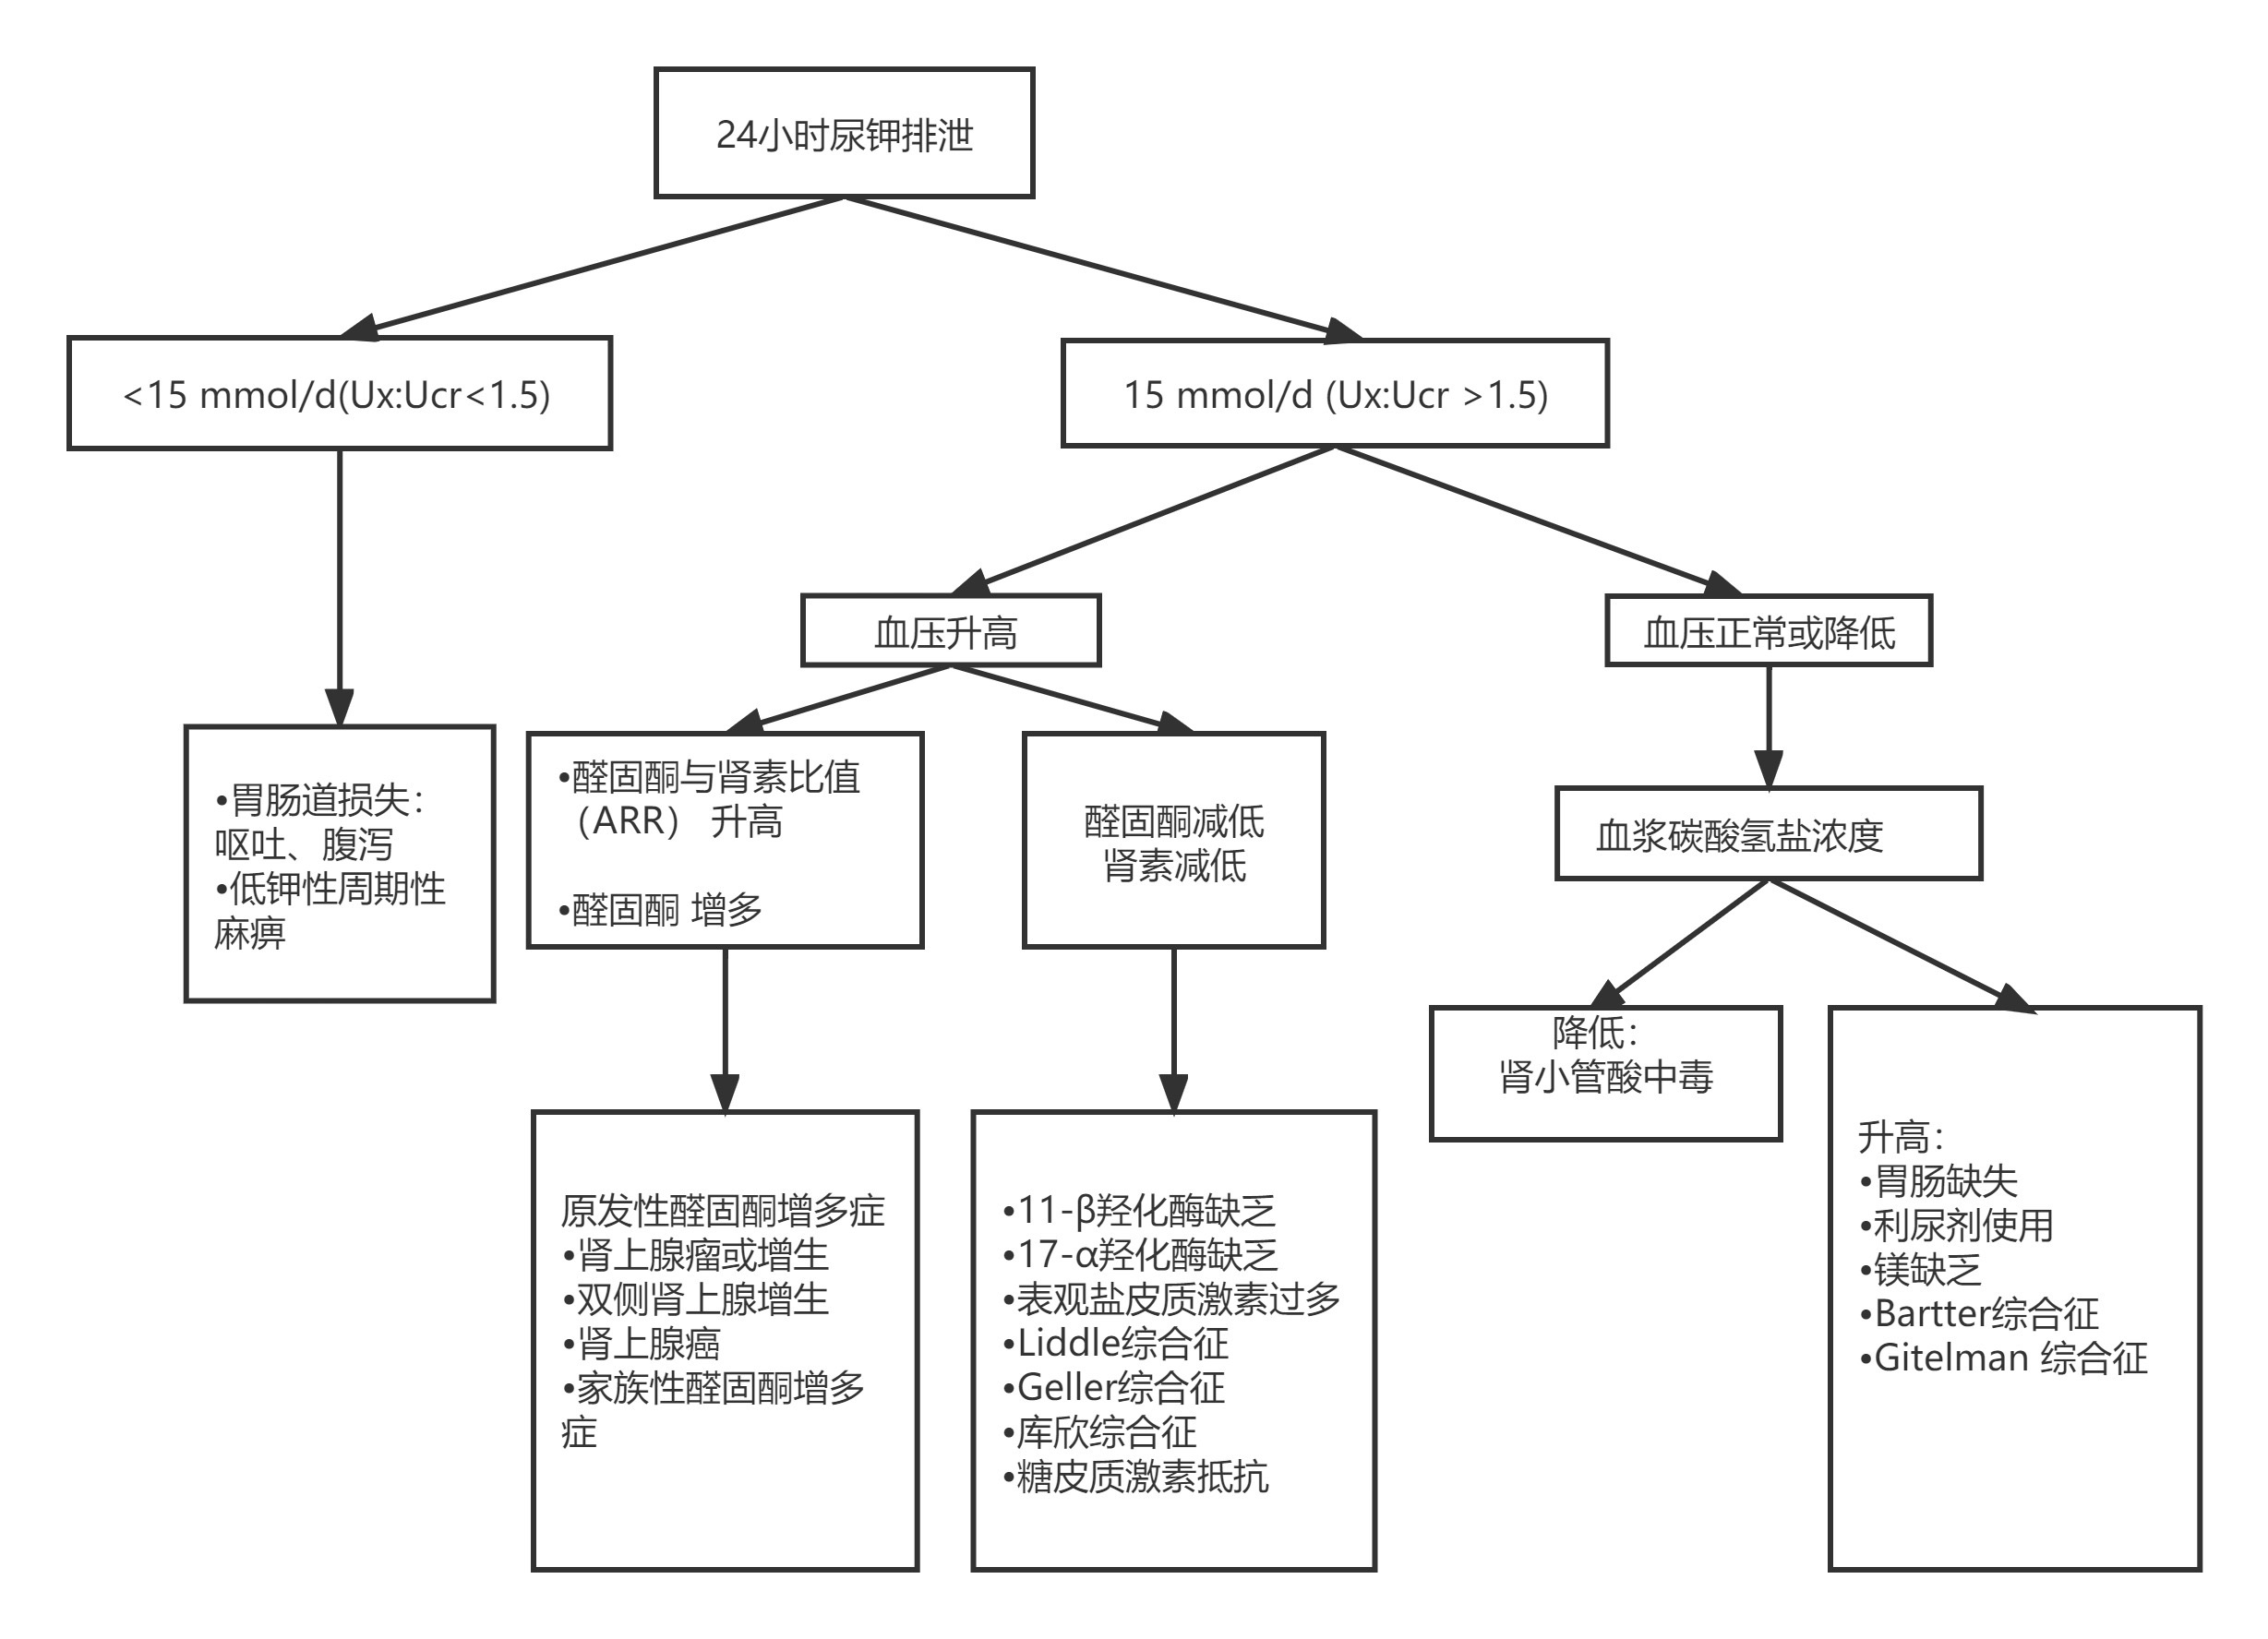 24小时尿钾排泄
<15 mmol/d(Ux:Ucr<1.5)
15 mmol/d (Ux:Ucr >1.5)
血压升高
血压正常或降低
•胃肠道损失：
呕吐、腹泻
•低钾性周期性
麻痹
•醛固酮与肾素比值
（ARR） 升高
•醛固酮 增多
醛固酮减低
肾素减低
血浆碳酸氢盐浓度
降低：
肾小管酸中毒
原发性醛固酮增多症
•肾上腺瘤或增生
•双侧肾上腺增生
•肾上腺癌
•家族性醛固酮增多
症
•11-β羟化酶缺乏
•17-α羟化酶缺乏
•表观盐皮质激素过多
•Liddle综合征
•Geller综合征
•库欣综合征
•糖皮质激素抵抗
升高：
•胃肠缺失
•利尿剂使用
•镁缺乏
•Bartter综合征
•Gitelman 综合征